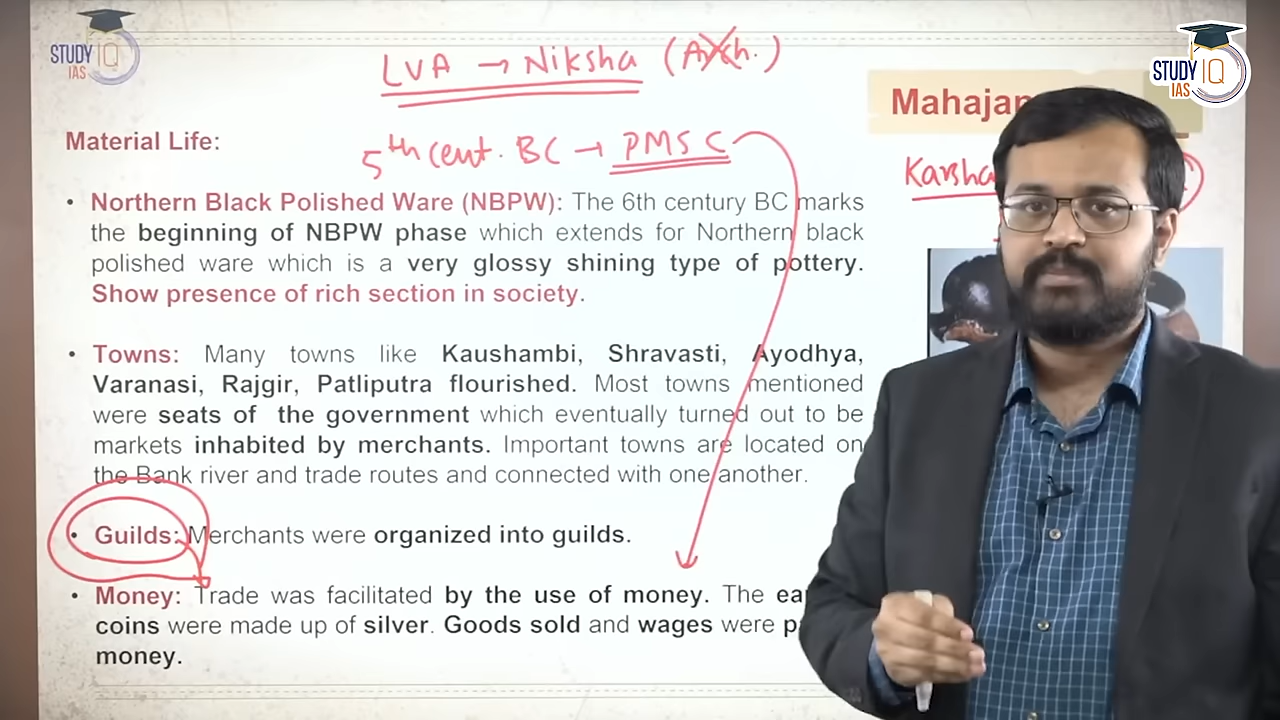 STUDY IQ
IAS
LVA → Niksha (Arch.)
STUDY IQ
IAS
Material Life:
5th Cent. BC → PMSC
Karsha
• Northern Black Polished Ware (NBPW): The 6th century BC marks
the beginning of NBPW phase which extends for Northern black
polished ware which is a very glossy shining type of pottery.
Show presence of rich section in society.
• Towns: Many towns like Kaushambi, Shravasti, Ayodhya,
Varanasi, Rajgir, Patliputra flourished. Most towns mentioned
were seats of the government which eventually turned out to be
markets inhabited by merchants. Important towns are located on
the Bank river and trade routes and connected with one another.
• Guilds: Merchants were organized into guilds.
• Money: Trade was facilitated by the use of money. The
coins were made up of silver. Goods sold and wages were
money.